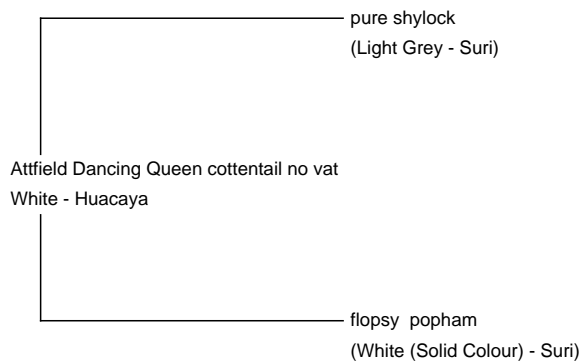 pure shylock
(Light Grey - Suri)
Attfield Dancing Queen cottentail no vat
White - Huacaya
flopsy popham
(White (Solid Colour) - Suri)